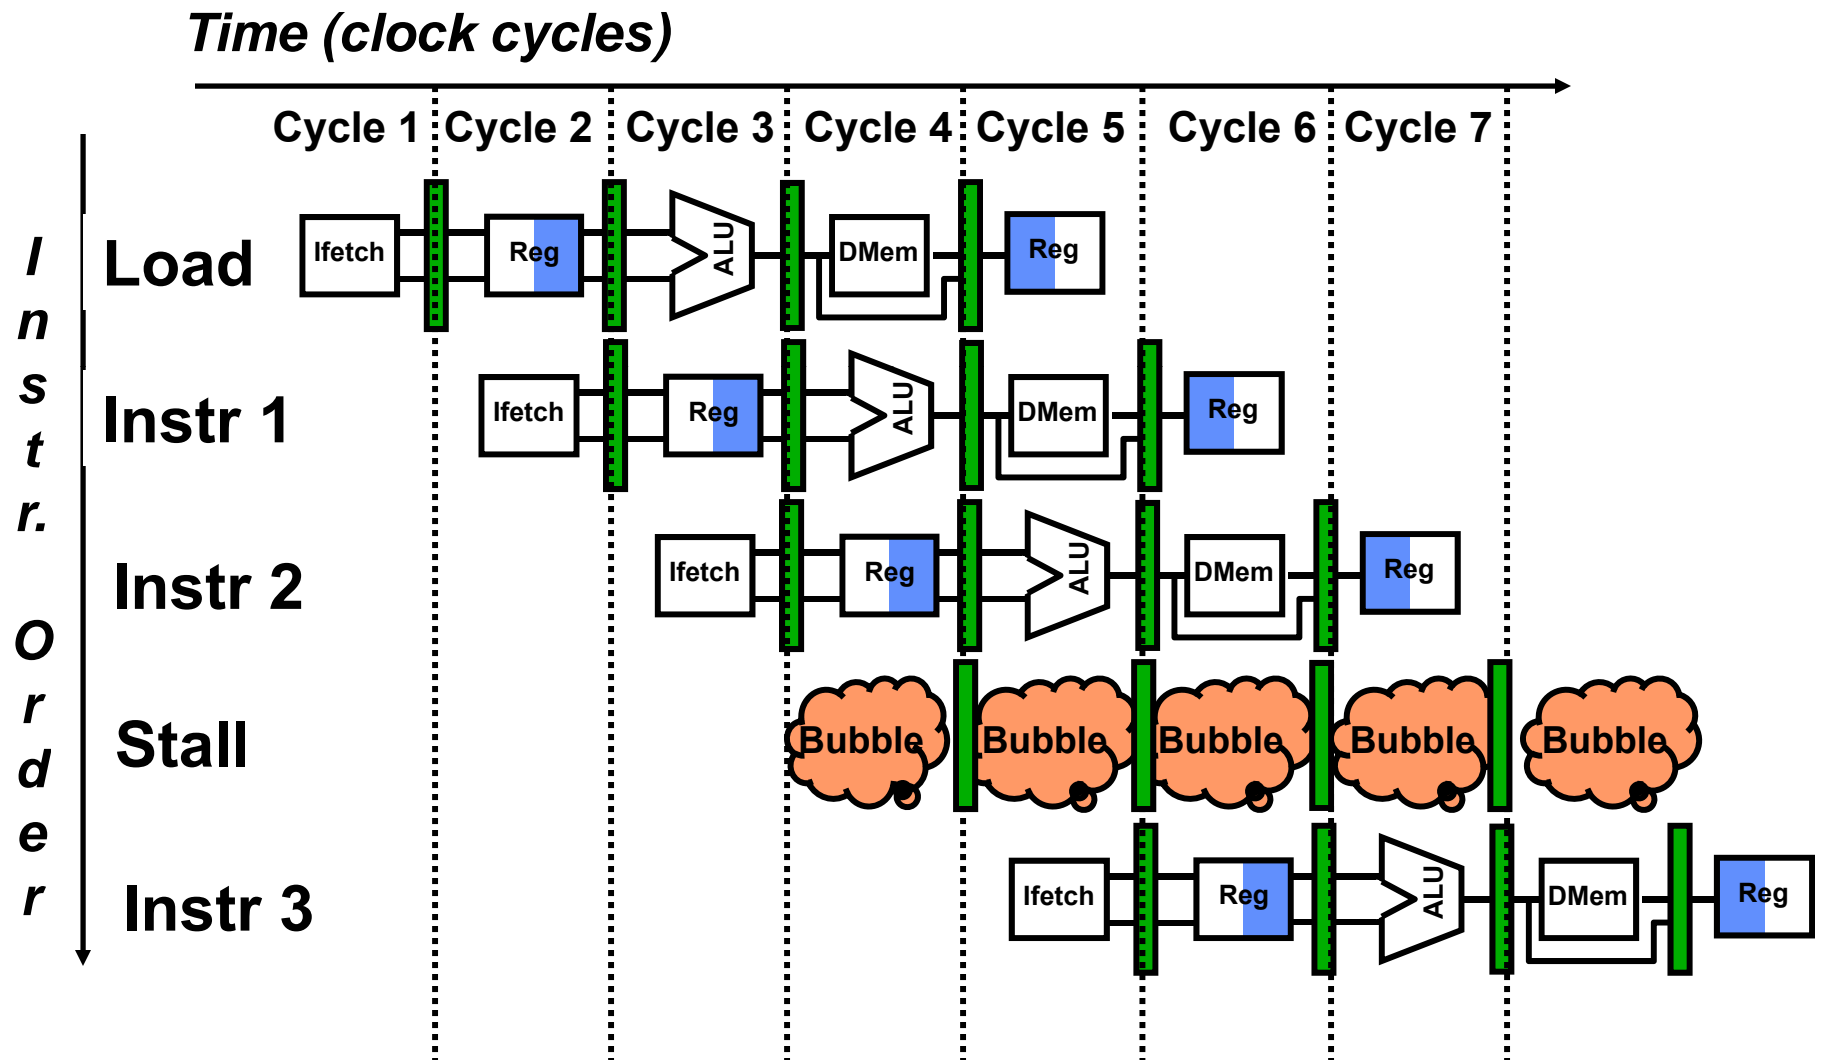 Time (clock cycles)
Cycle 1 Cycle 2 Cycle 3 Cycle 4 Cycle 5 Cycle 6 Cycle 7
Instr. Order
Load Ifetch Reg ALU DMem Reg
Instr 1 Ifetch Reg ALU DMem Reg
Instr 2 Ifetch Reg ALU DMem Reg
Stall Bubble Bubble Bubble Bubble Bubble
Instr 3 Ifetch Reg ALU DMem Reg